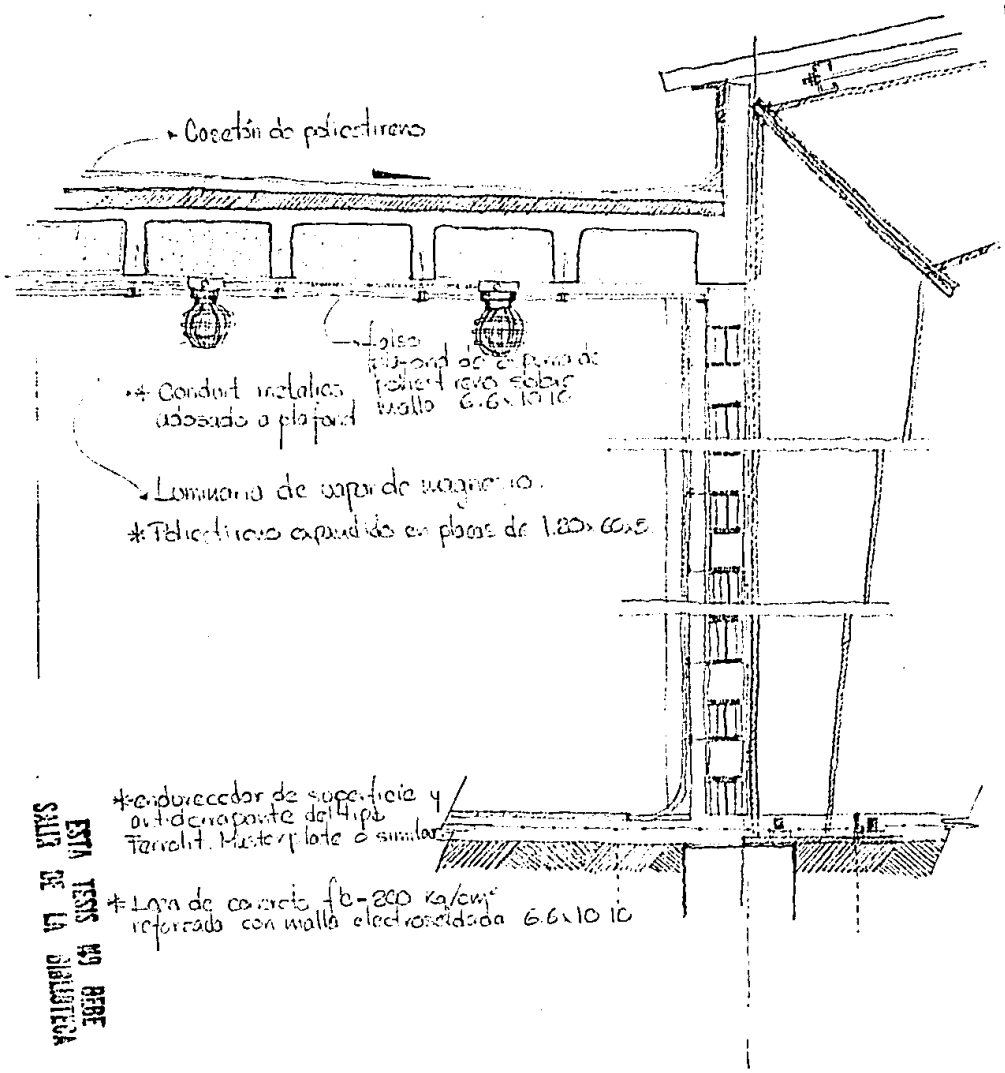 Casetón de poliestireno
falso
plafond de espuma de
poliestireno sobre
malla 6.6x10 10
* Conduit metalico
adosado a plafond
Luminaria de vapor de magnesio.
* Poliestireno expandido en placas de 1.20x60x5
* endurecedor de superficie y
antiderrapante del tipo
Ferrolit. Masterplate o similar
* Losa de concreto f'c-200 Kg/cm²
reforzada con malla electrosoldada 6.6x10 10
ESTA TESIS NO DEBE
SALIR DE LA BIBLIOTECA